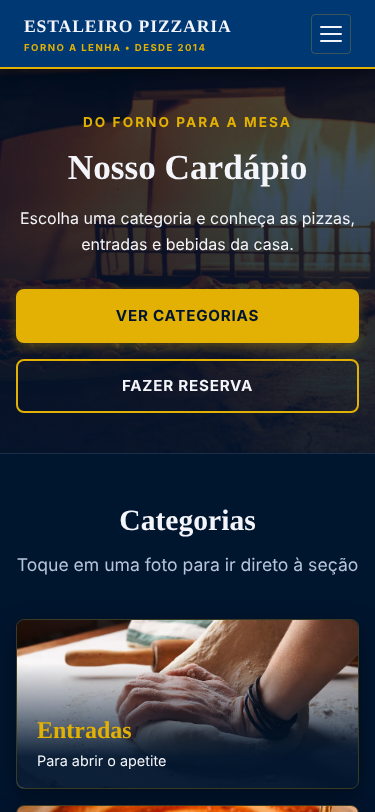 ESTALEIRO PIZZARIA
FORNO A LENHA • DESDE 2014
DO FORNO PARA A MESA
Nosso Cardápio
Escolha uma categoria e conheça as pizzas,
entradas e bebidas da casa.
VER CATEGORIAS
FAZER RESERVA
Categorias
Toque em uma foto para ir direto à seção
Entradas
Para abrir o apetite